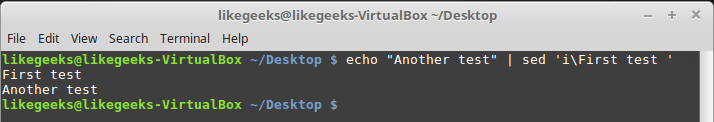 likegeeks@likegeeks-VirtualBox ~/Desktop
File Edit View Search Terminal Help
likegeeks@likegeeks-VirtualBox ~/Desktop $ echo "Another test" | sed 'i\First test '
First test
Another test
likegeeks@likegeeks-VirtualBox ~/Desktop $